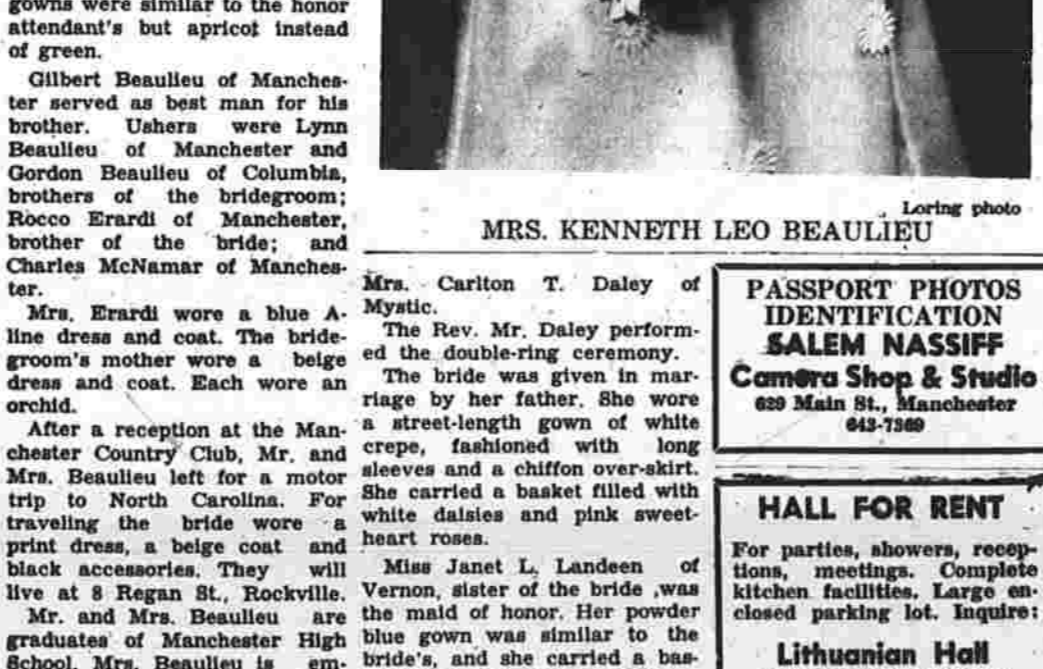 gowns were similar to the honor
attendant's but apricot instead
of green.
Gilbert Beaulieu of Manches-
ter served as best man for his
brother. Ushers were Lynn
Beaulieu of Manchester and
Gordon Beaulieu of Columbia,
brothers of the bridegroom;
Rocco Erardi of Manchester,
brother of the bride; and
Charles McNamar of Manches-
ter.
Mrs. Erardi wore a blue A-
line dress and coat. The bride-
groom's mother wore a beige
dress and coat. Each wore an
orchid.
After a reception at the Man-
chester Country Club, Mr. and
Mrs. Beaulieu left for a motor
trip to North Carolina. For
traveling the bride wore a
print dress, a beige coat and
black accessories. They will
live at 8 Regan St., Rockville.
Mr. and Mrs. Beaulieu are
graduates of Manchester High
School. Mrs. Beaulieu is em-
Loring photo
MRS. KENNETH LEO BEAULIEU
Mrs. Carlton T. Daley of
Mystic.
The Rev. Mr. Daley perform-
ed the double-ring ceremony.
The bride was given in mar-
riage by her father. She wore
a street-length gown of white
crepe, fashioned with long
sleeves and a chiffon over-skirt.
She carried a basket filled with
white daisies and pink sweet-
heart roses.
Miss Janet L. Landeen of
Vernon, sister of the bride ,was
the maid of honor. Her powder
blue gown was similar to the
bride's, and she carried a bas-
PASSPORT PHOTOS
IDENTIFICATION
SALEM NASSIFF
Camera Shop & Studio
629 Main St., Manchester
643-7369
HALL FOR RENT
For parties, showers, recep-
tions, meetings. Complete
kitchen facilities. Large en-
closed parking lot. Inquire:
Lithuanian Hall